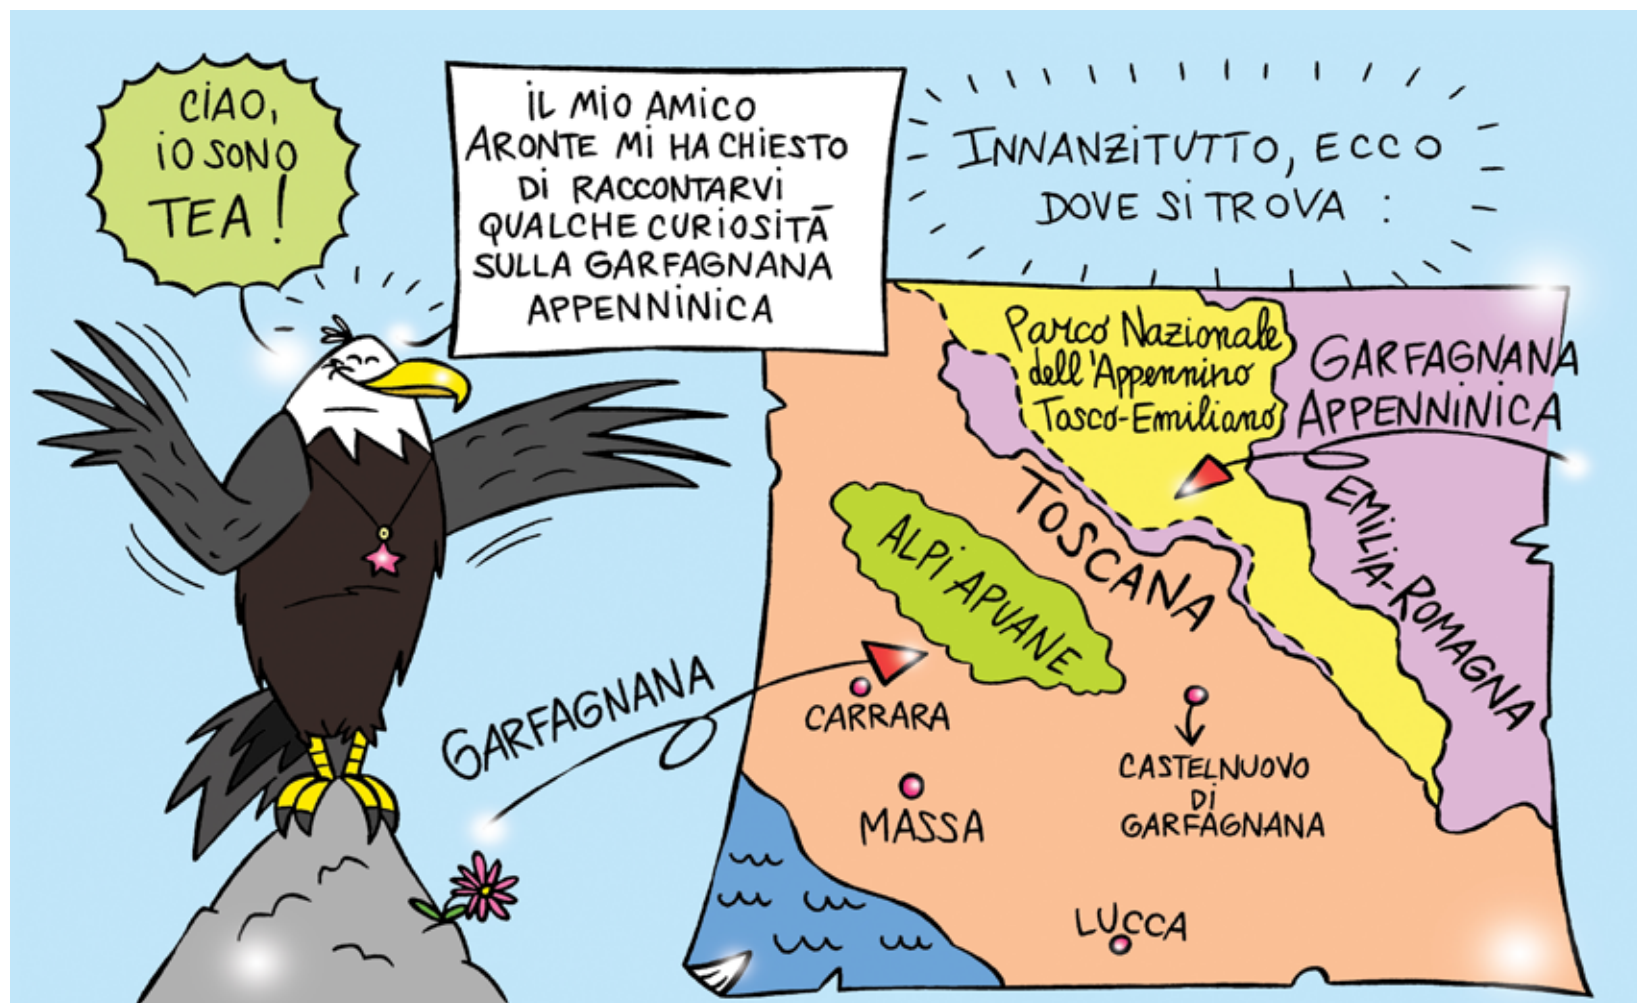 CIAO,
IO SONO
TEA!
IL MIO AMICO
ARONTE MI HA CHIESTO
DI RACCONTARVI
QUALCHE CURIOSITÀ
SULLA GARFAGNANA
APPENNINICA
INNANZITUTTO, ECCO
DOVE SI TROVA :
Parco Nazionale
dell'Appennino
Tosco-Emiliano
GARFAGNANA
APPENNINICA
TOSCANA
EMILIA-ROMAGNA
ALPI APUANE
GARFAGNANA
CARRARA
MASSA
CASTELNUOVO
DI
GARFAGNANA
LUCCA